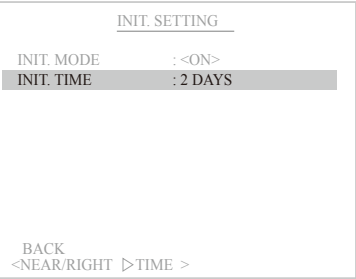 INIT. SETTING
INIT. MODE : <ON>
INIT. TIME : 2 DAYS
BACK
<NEAR/RIGHT ▷TIME >